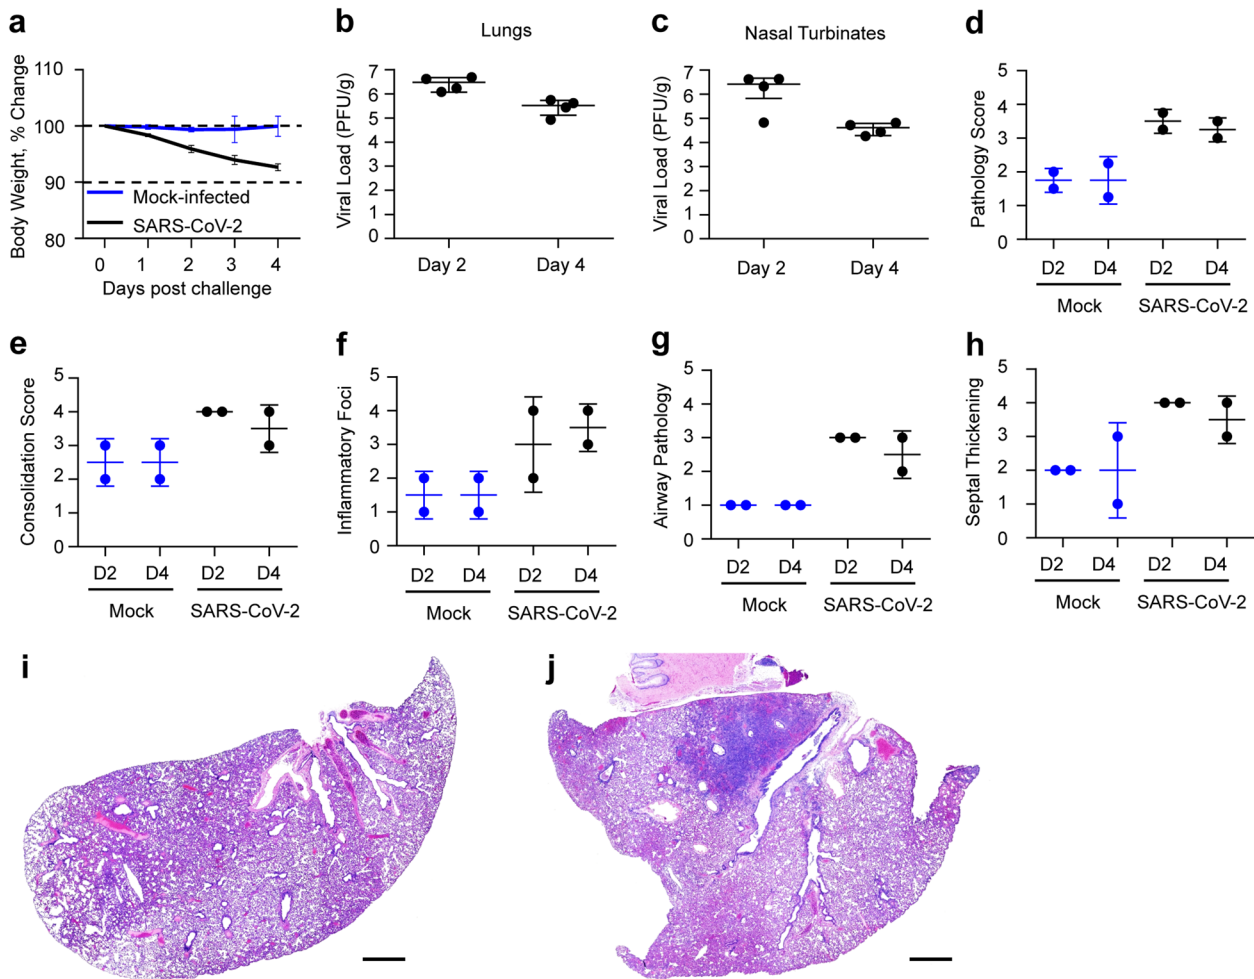 a
Body Weight, % Change
110
100
90
80
Mock-infected
SARS-CoV-2
0 1 2 3 4
Days post challenge
b
Lungs
Viral Load (PFU/g)
7
6
5
4
3
2
1
0
Day 2 Day 4
c
Nasal Turbinates
Viral Load (PFU/g)
7
6
5
4
3
2
1
0
Day 2 Day 4
d
Pathology Score
5
4
3
2
1
0
D2 D4 D2 D4
Mock SARS-CoV-2
e
Consolidation Score
5
4
3
2
1
0
D2 D4 D2 D4
Mock SARS-CoV-2
f
Inflammatory Foci
5
4
3
2
1
0
D2 D4 D2 D4
Mock SARS-CoV-2
g
Airway Pathology
5
4
3
2
1
0
D2 D4 D2 D4
Mock SARS-CoV-2
h
Septal Thickening
5
4
3
2
1
0
D2 D4 D2 D4
Mock SARS-CoV-2
i
j